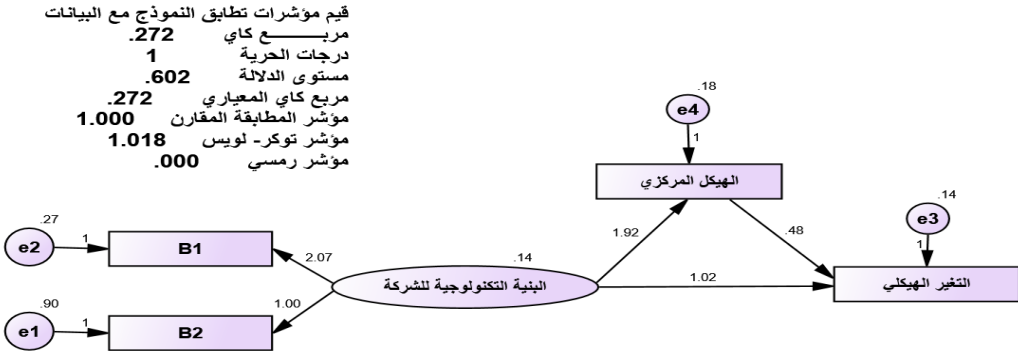 قيم مؤشرات تطابق النموذج مع البيانات
مربـــــــــع كاي .272
درجات الحرية 1
مستوى الدلالة .602
مربع كاي المعياري .272
مؤشر المطابقة المقارن 1.000
مؤشر توكر- لويس 1.018
مؤشر رمسي .000
.18
e4
1
الهيكل المركزي
.14
e3
1
التغير الهيكلي
.27
e2
1
B1
2.07
.14
البنية التكنولوجية للشركة
1.92
.48
1.02
.90
e1
1
B2
1.00